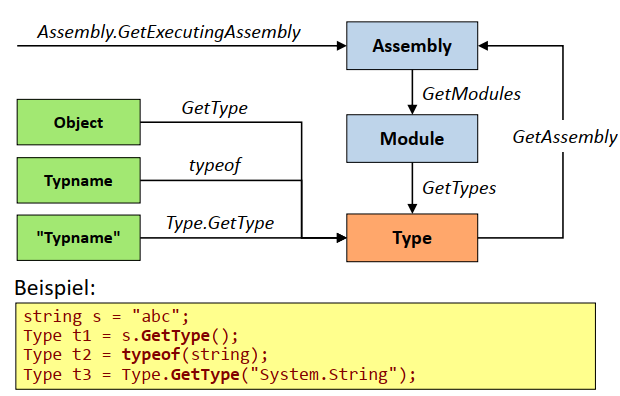 Assembly.GetExecutingAssembly
Assembly
GetModules
Object
GetType
Module
GetAssembly
Typname
typeof
GetTypes
"Typname"
Type.GetType
Type
Beispiel:
string s = "abc";
Type t1 = s.GetType();
Type t2 = typeof(string);
Type t3 = Type.GetType("System.String");